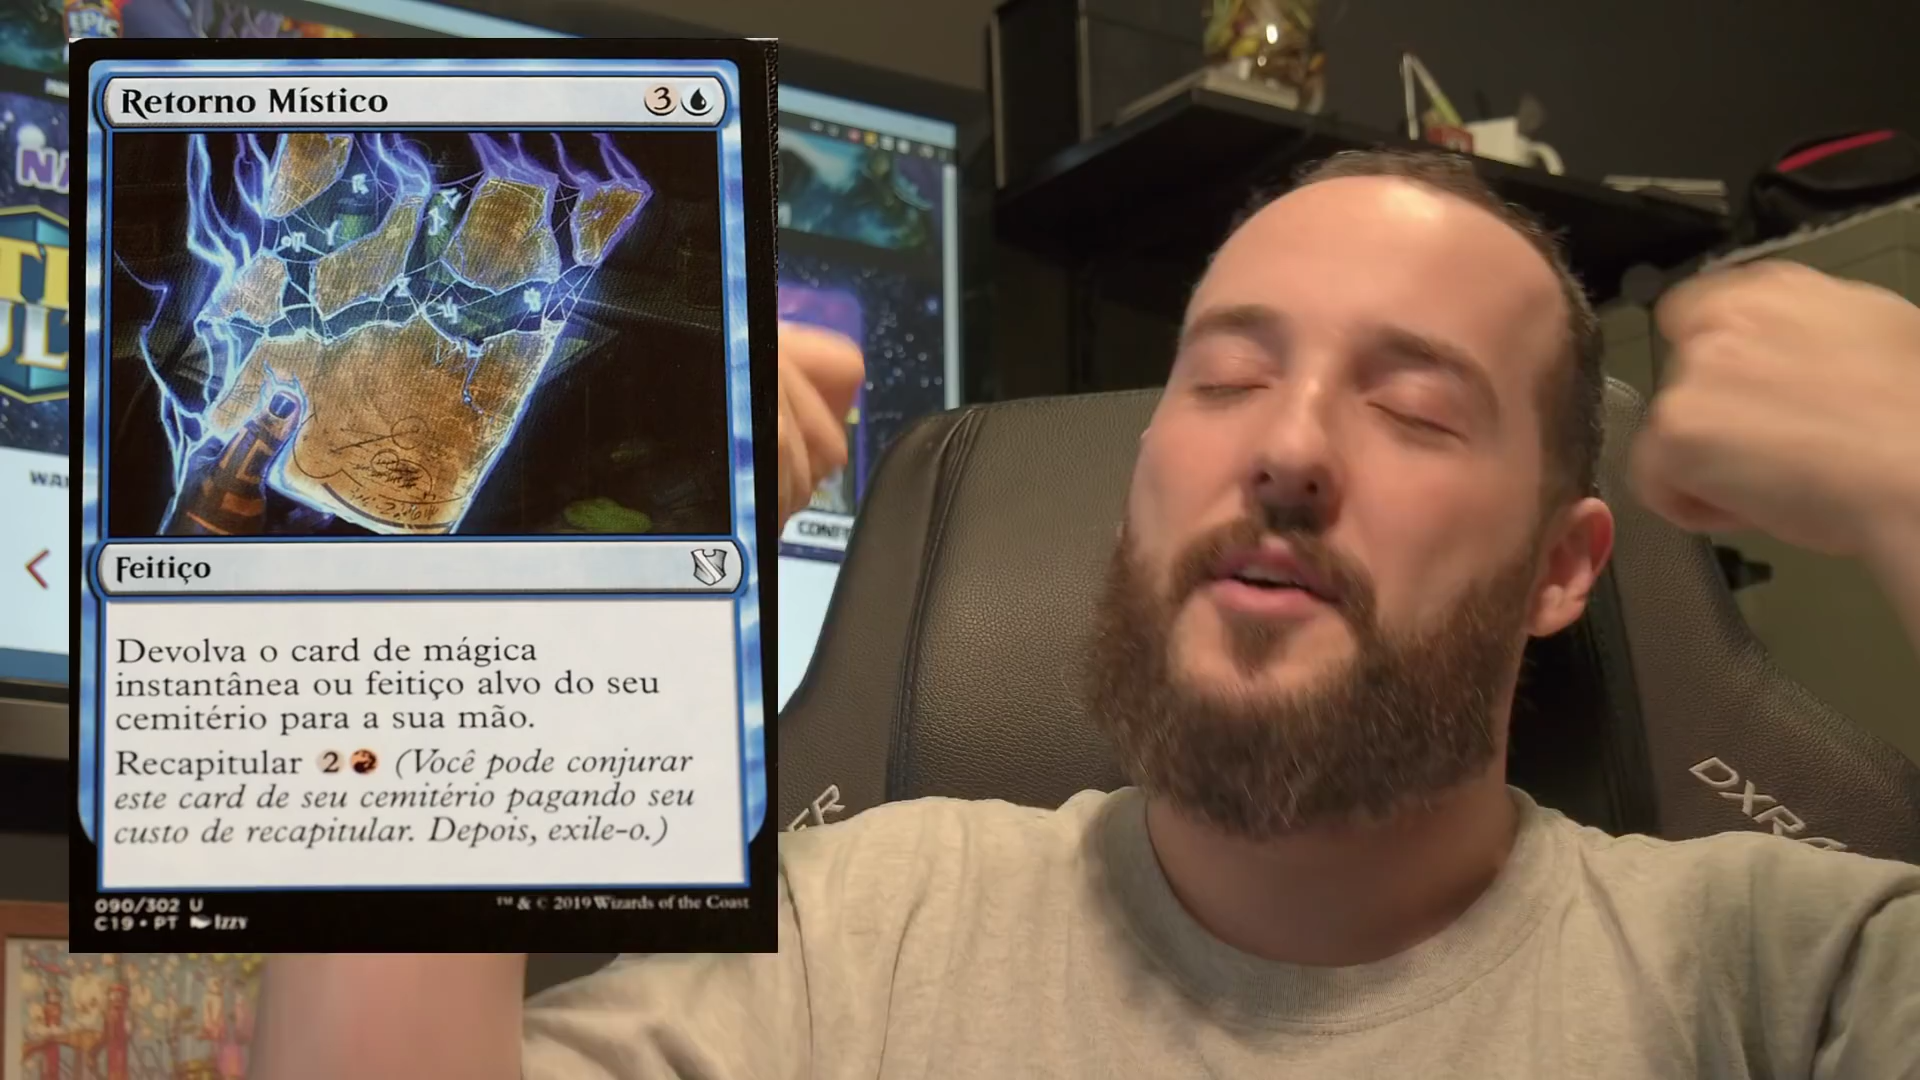 EPIC
Retorno Místico 3
Feitiço
Devolva o card de mágica
instantânea ou feitiço alvo do seu
cemitério para a sua mão.
Recapitular 2 (Você pode conjurar
este card de seu cemitério pagando seu
custo de recapitular. Depois, exile-o.)
090/302 U
C19 • PT Izzy
™ & © 2019 Wizards of the Coast